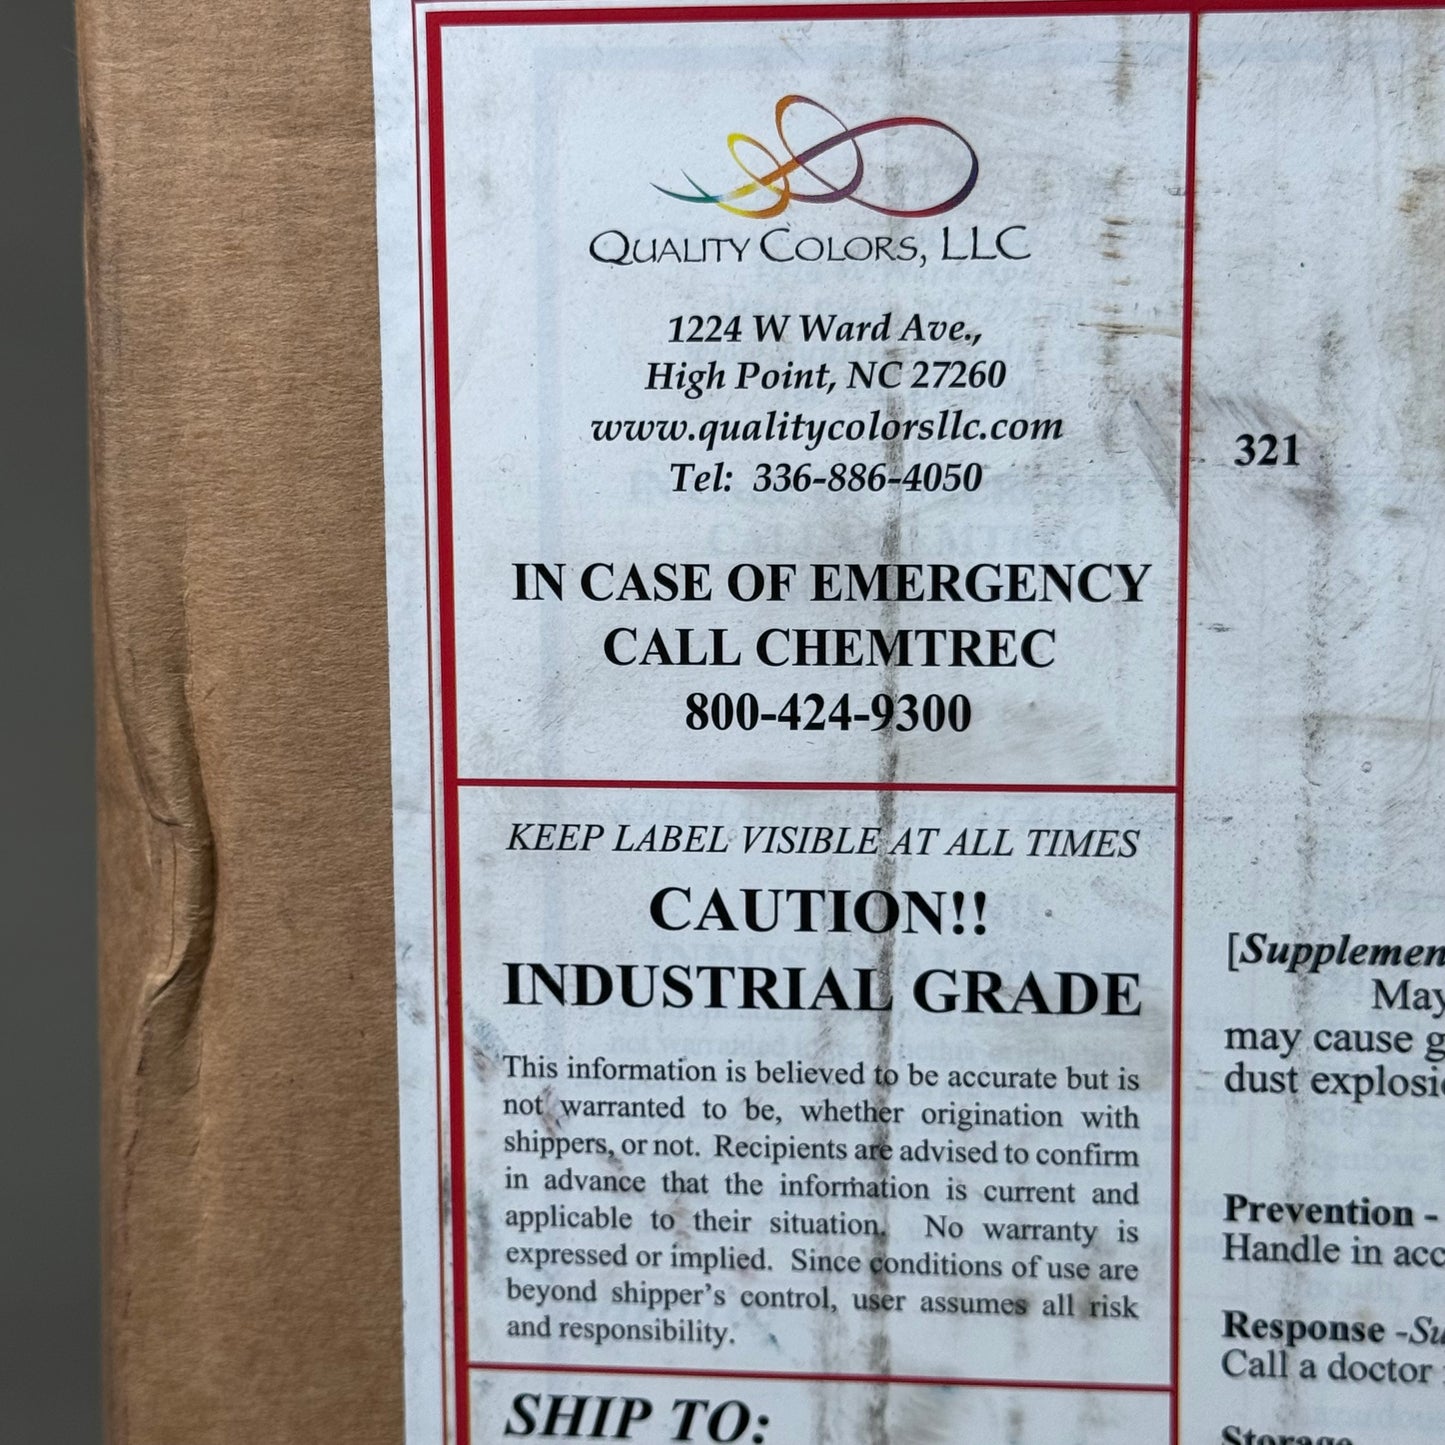 QUALITY COLORS, LLC
1224 W Ward Ave.,
High Point, NC 27260
www.qualitycolorsllc.com
Tel: 336-886-4050
IN CASE OF EMERGENCY
CALL CHEMTREC
800-424-9300
KEEP LABEL VISIBLE AT ALL TIMES
CAUTION!!
INDUSTRIAL GRADE
This information is believed to be accurate but is
not warranted to be, whether origination with
shippers, or not. Recipients are advised to confirm
in advance that the information is current and
applicable to their situation. No warranty is
expressed or implied. Since conditions of use are
beyond shipper's control, user assumes all risk
and responsibility.
SHIP TO:
321
[Supplemen
May
may cause g
dust explosi
Prevention -
Handle in acc
Response -Su
Call a doctor
Storage